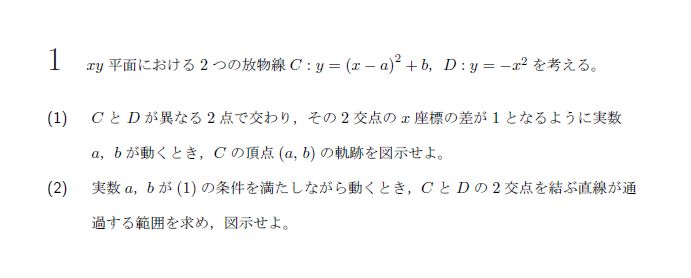 1 xy 平面における 2 つの放物線 C : y = (x − a)² + b, D : y = −x² を考える。
(1) C と D が異なる 2 点で交わり，その 2 交点の x 座標の差が 1 となるように実数
a，b が動くとき，C の頂点 (a, b) の軌跡を図示せよ。
(2) 実数 a，b が (1) の条件を満たしながら動くとき，C と D の 2 交点を結ぶ直線が通
過する範囲を求め，図示せよ。